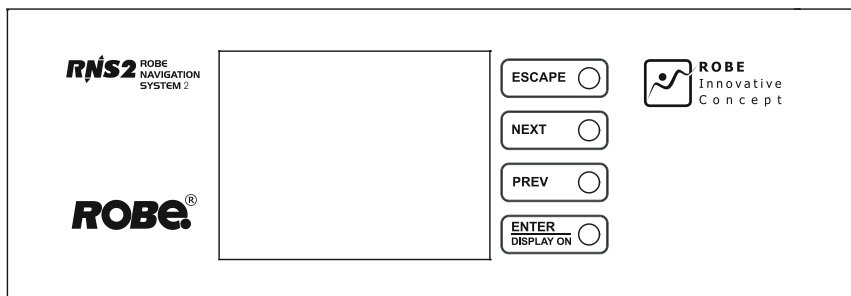 RNS2 ROBE
NAVIGATION
SYSTEM 2
ROBE®
ESCAPE
NEXT
PREV
ENTER
DISPLAY ON
ROBE
Innovative
Concept